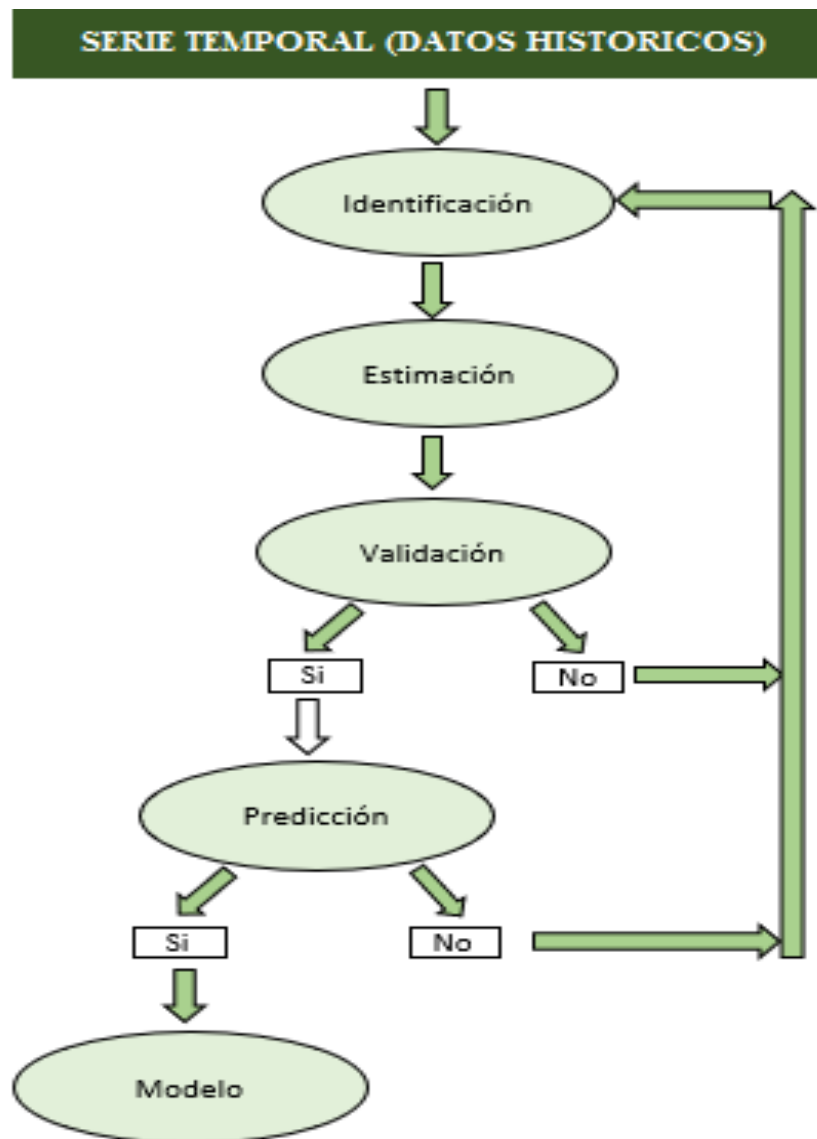 SERIE TEMPORAL (DATOS HISTORICOS)
Identificación
Estimación
Validación
Si
No
Predicción
Si
No
Modelo